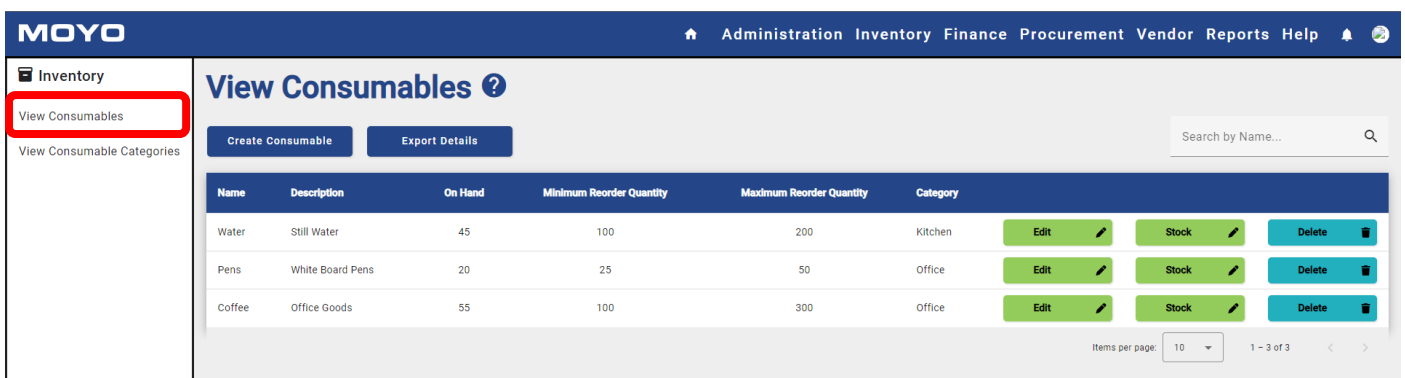 MOYO
Administration Inventory Finance Procurement Vendor Reports Help
Inventory
View Consumables
View Consumable Categories
View Consumables ?
Create Consumable Export Details
Search by Name...
Name Description On Hand Minimum Reorder Quantity Maximum Reorder Quantity Category
Water Still Water 45 100 200 Kitchen Edit Stock Delete
Pens White Board Pens 20 25 50 Office Edit Stock Delete
Coffee Office Goods 55 100 300 Office Edit Stock Delete
Items per page: 10 1 – 3 of 3